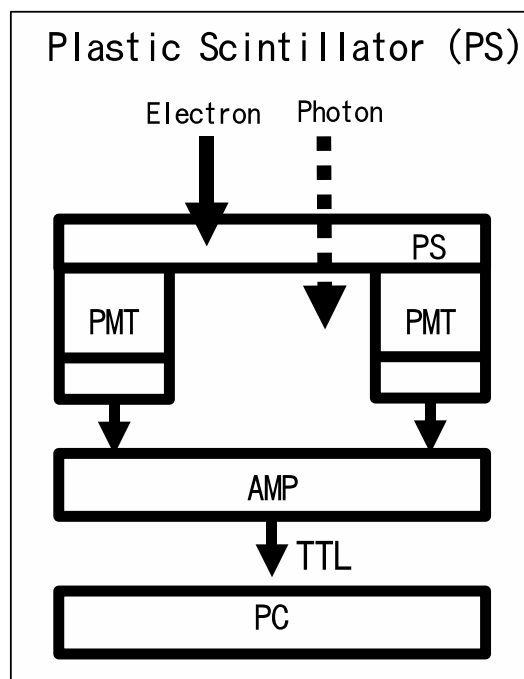 Plastic Scintillator (PS)
Electron Photon
PS
PMT PMT
AMP
TTL
PC